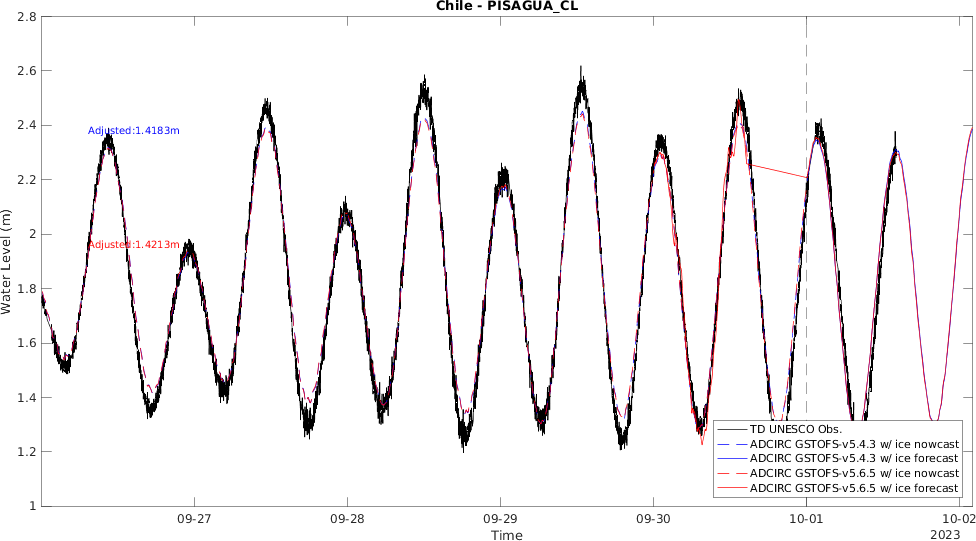 Chile - PISAGUA_CL
2.8
2.6
2.4
2.2
2
1.8
1.6
1.4
1.2
1
Water Level (m)
Adjusted:1.4183m
Adjusted:1.4213m
TD UNESCO Obs.
ADCIRC GSTOFS-v5.4.3 w/ ice nowcast
ADCIRC GSTOFS-v5.4.3 w/ ice forecast
ADCIRC GSTOFS-v5.6.5 w/ ice nowcast
ADCIRC GSTOFS-v5.6.5 w/ ice forecast
09-27
09-28
09-29
09-30
10-01
10-02
Time
2023